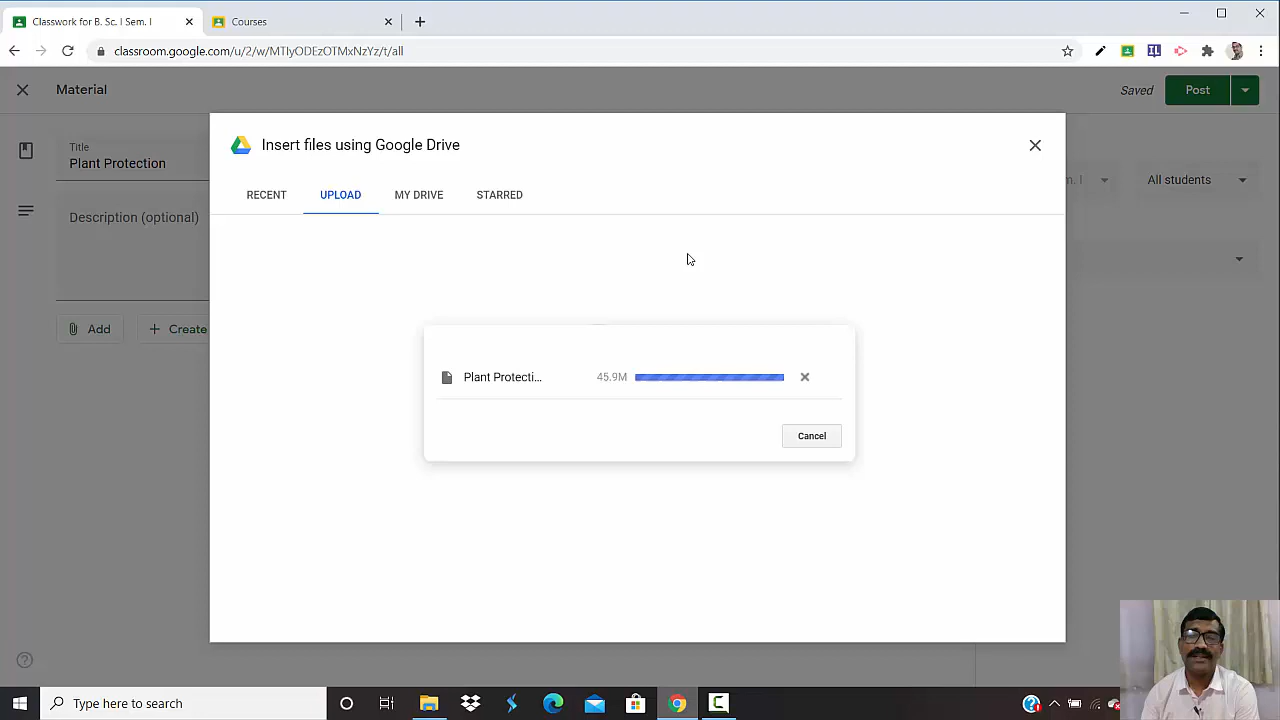 Classwork for B. Sc. I Sem. I
Courses
classroom.google.com/u/2/w/MTIyODEzOTMxNzYz/t/all
Material
Saved
Post
Insert files using Google Drive
Title
Plant Protection
RECENT
UPLOAD
MY DRIVE
STARRED
m. I
All students
Description (optional)
Add
Create
Plant Protecti...
45.9M
Cancel
Type here to search